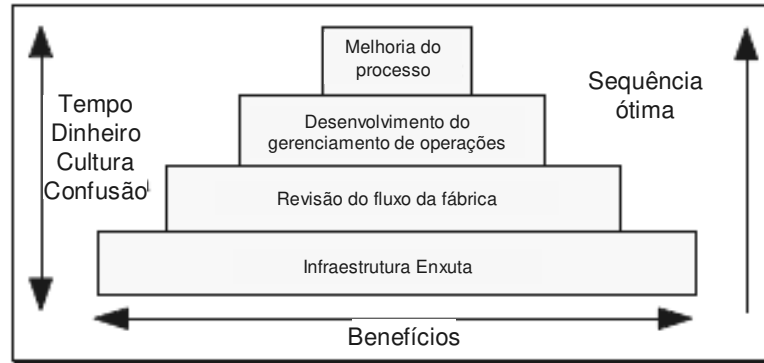 Melhoria do
processo
Tempo
Dinheiro
Cultura
Confusão
Sequência
ótima
Desenvolvimento do
gerenciamento de operações
Revisão do fluxo da fábrica
Infraestrutura Enxuta
Benefícios